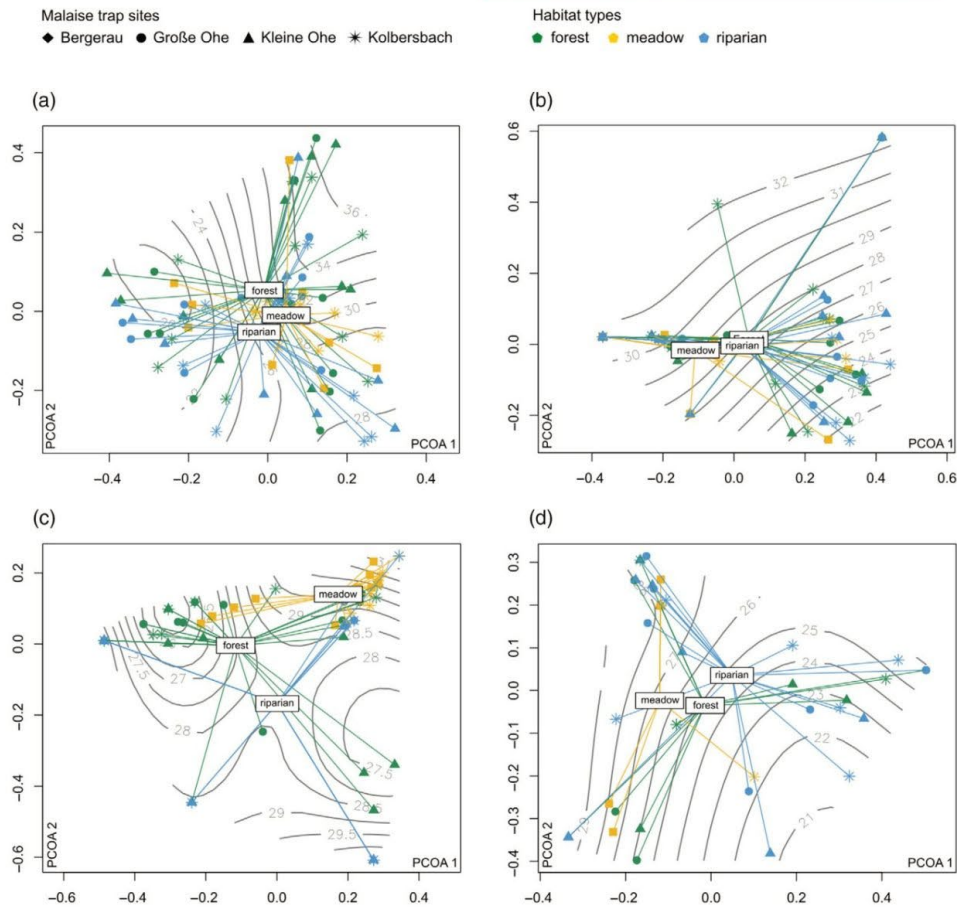 Malaise trap sites
Bergerau Große Ohe Kleine Ohe Kolbersbach
Habitat types
forest meadow riparian
(a)
0.4
0.2
0.0
−0.2
PCOA 2
24
36
34
30
28
forest
meadow
riparian
PCOA 1
−0.4 −0.2 0.0 0.2 0.4
(b)
0.6
0.4
0.2
0.0
−0.2
PCOA 2
32
31
29
28
27
26
25
24
22
30
meadow
riparian
PCOA 1
−0.4 −0.2 0.0 0.2 0.4 0.6
(c)
0.2
0.0
−0.2
−0.4
−0.6
PCOA 2
meadow
forest
riparian
29
28.5
28
27.5
27
28
27.5
28.5
29
29.5
PCOA 1
−0.6 −0.4 −0.2 0.0 0.2 0.4
(d)
0.3
0.2
0.1
0.0
−0.1
−0.2
−0.3
−0.4
PCOA 2
26
25
24
23
22
21
riparian
meadow
forest
PCOA 1
−0.4 −0.2 0.0 0.2 0.4